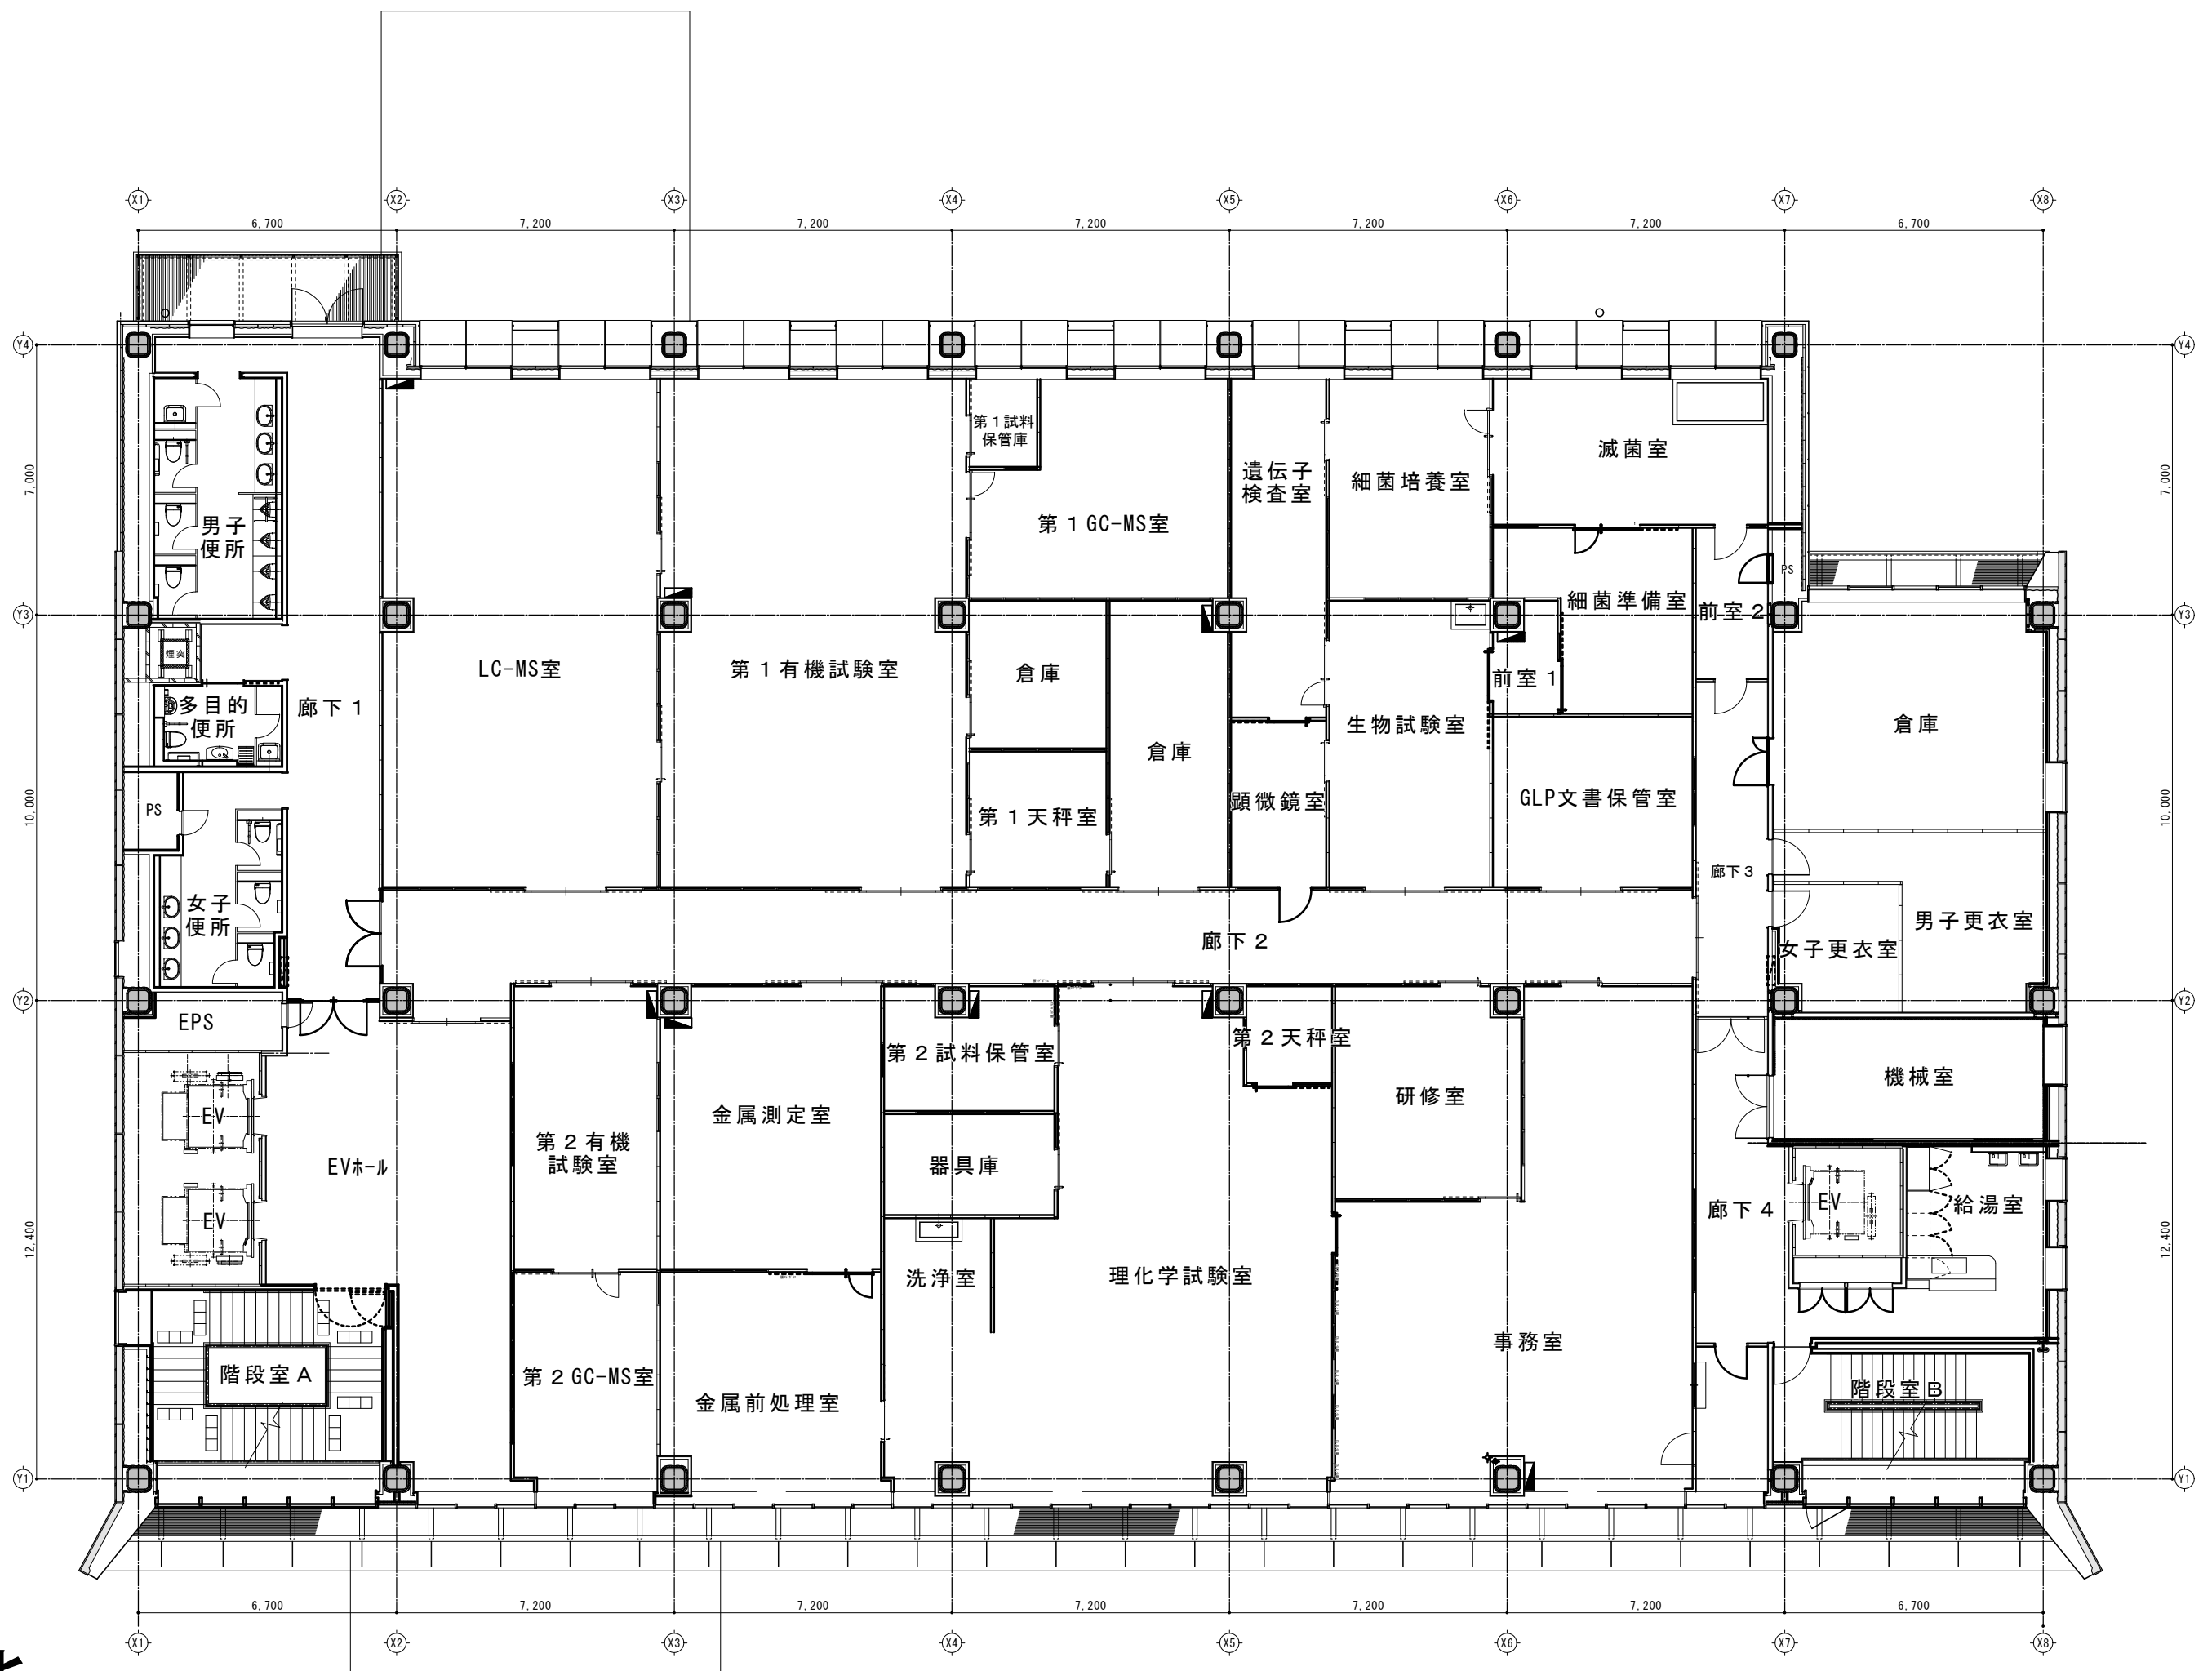 X1 X2 X3 X4 X5 X6 X7 X8
6,700 7,200 7,200 7,200 7,200 7,200 6,700
Y4 Y4
第1試料
保管庫
滅菌室
遺伝子
検査室
細菌培養室
7,000 7,000
男子
便所
第1GC-MS室
PS
細菌準備室
前室2
Y3 Y3
煙突
LC-MS室
第1有機試験室
倉庫
前室1
多目的
便所
廊下1
倉庫
生物試験室
倉庫
PS
10,000 10,000
第1天秤室
顕微鏡室
GLP文書保管室
廊下3
女子
便所
廊下2
男子更衣室
女子更衣室
Y2 Y2
EPS
第2試料保管室
第2天秤室
機械室
EV
金属測定室
研修室
第2有機
試験室
EVホール
器具庫
EV
廊下4
EV
給湯室
12,400 12,400
洗浄室
理化学試験室
事務室
階段室A
第2GC-MS室
金属前処理室
階段室B
Y1 Y1
6,700 7,200 7,200 7,200 7,200 7,200 6,700
X1 X2 X3 X4 X5 X6 X7 X8